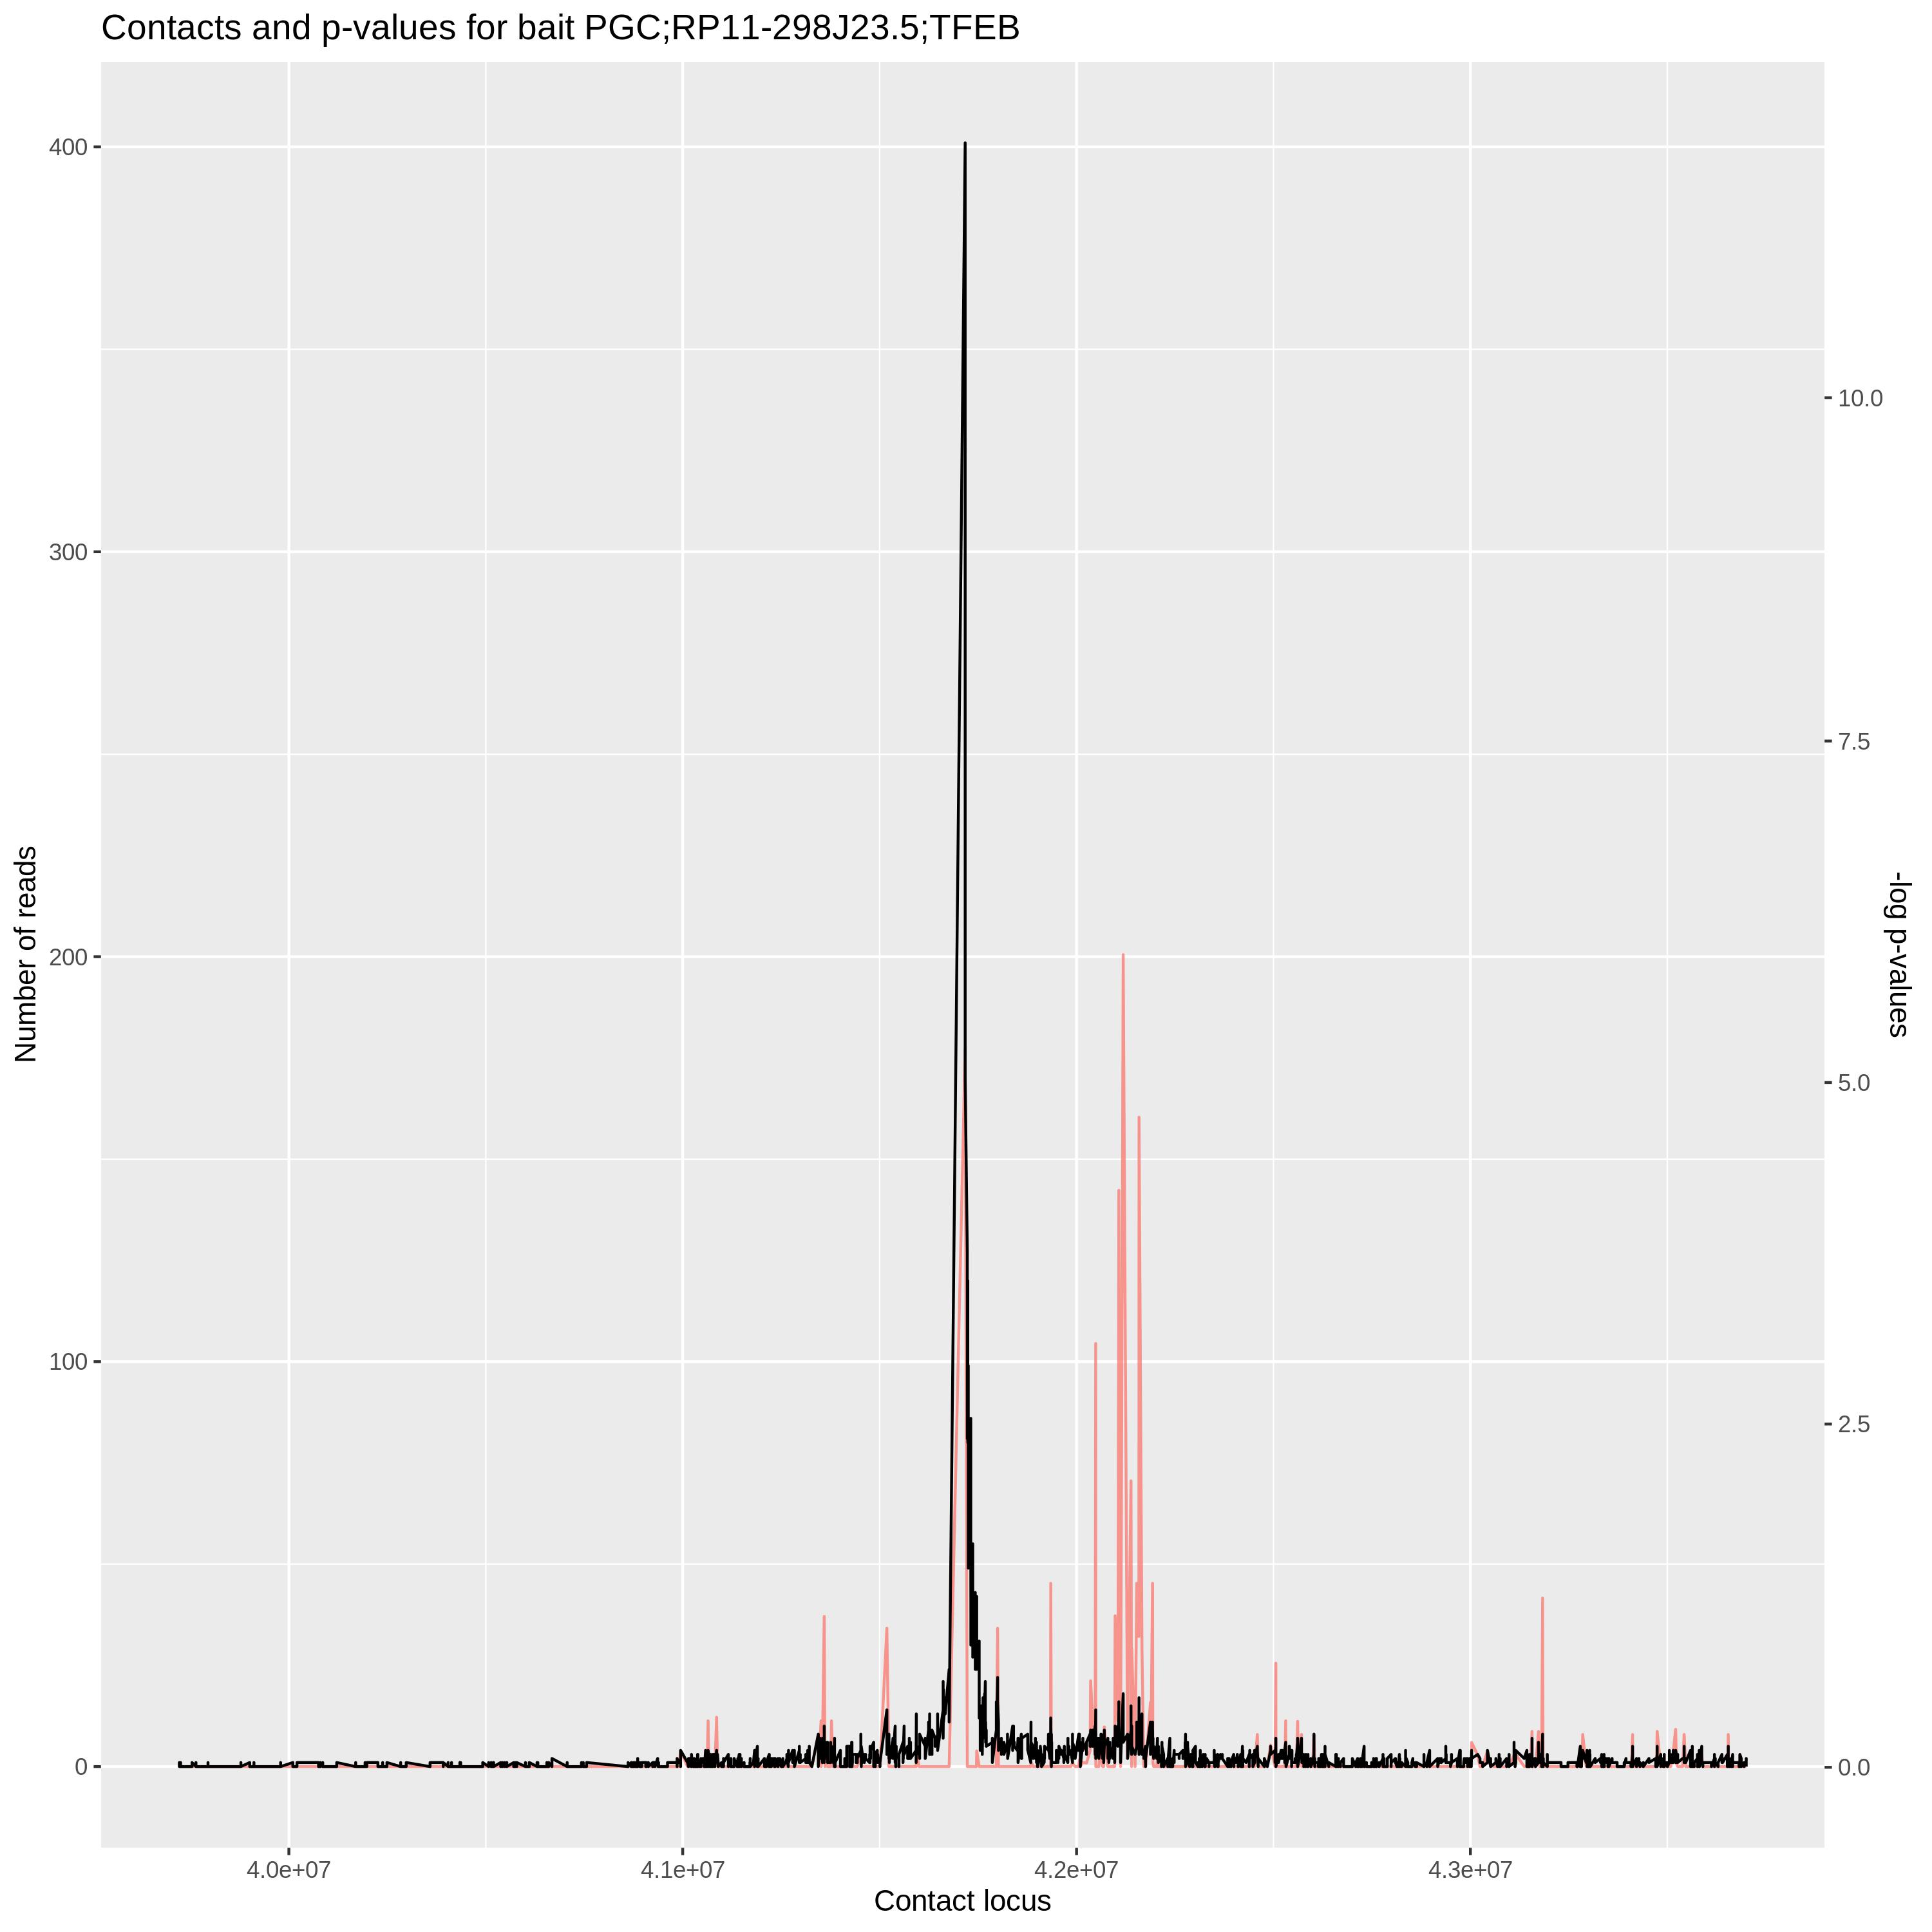 Contacts and p-values for bait PGC;RP11-298J23.5;TFEB
400
300
200
100
0
Number of reads
10.0
7.5
5.0
2.5
0.0
-log p-values
4.0e+07 4.1e+07 4.2e+07 4.3e+07
Contact locus